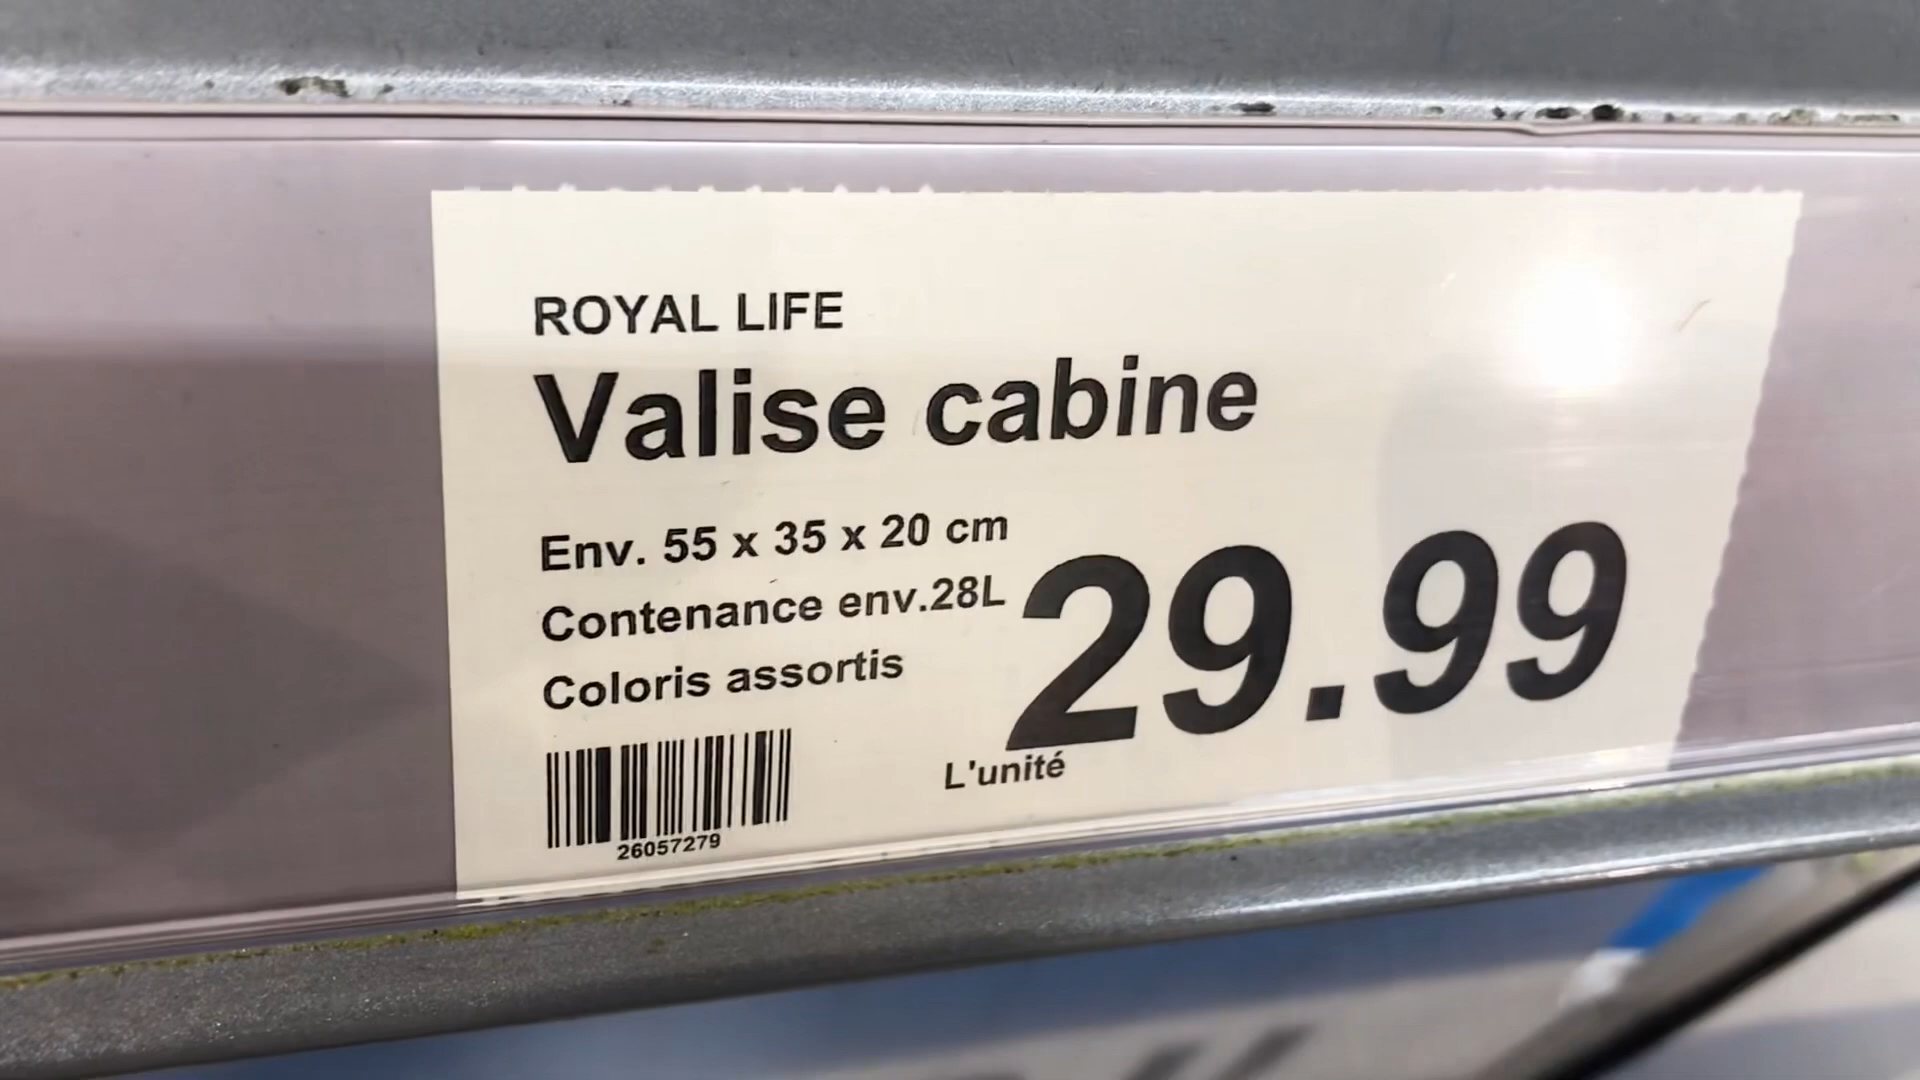 ROYAL LIFE
Valise cabine
Env. 55 x 35 x 20 cm
Contenance env.28L
Coloris assortis
29.99
L'unité
26057279